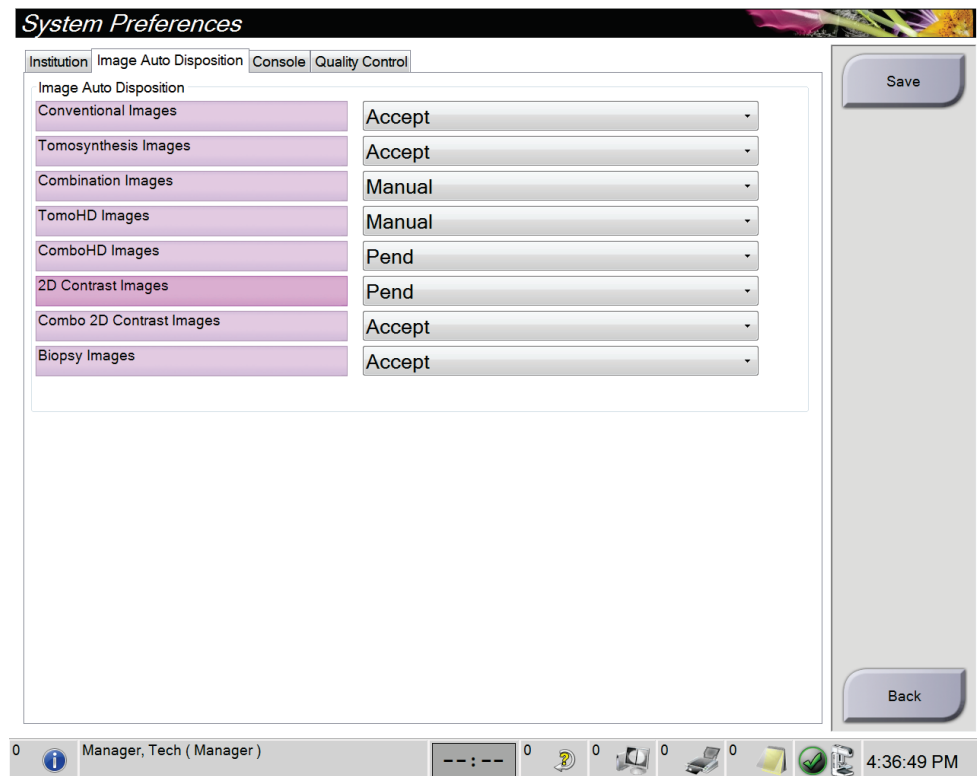 System Preferences
Institution Image Auto Disposition Console Quality Control
Save
Image Auto Disposition
Conventional Images Accept
Tomosynthesis Images Accept
Combination Images Manual
TomoHD Images Manual
ComboHD Images Pend
2D Contrast Images Pend
Combo 2D Contrast Images Accept
Biopsy Images Accept
Back
0 Manager, Tech ( Manager ) --:-- 0 0 0 0 4:36:49 PM